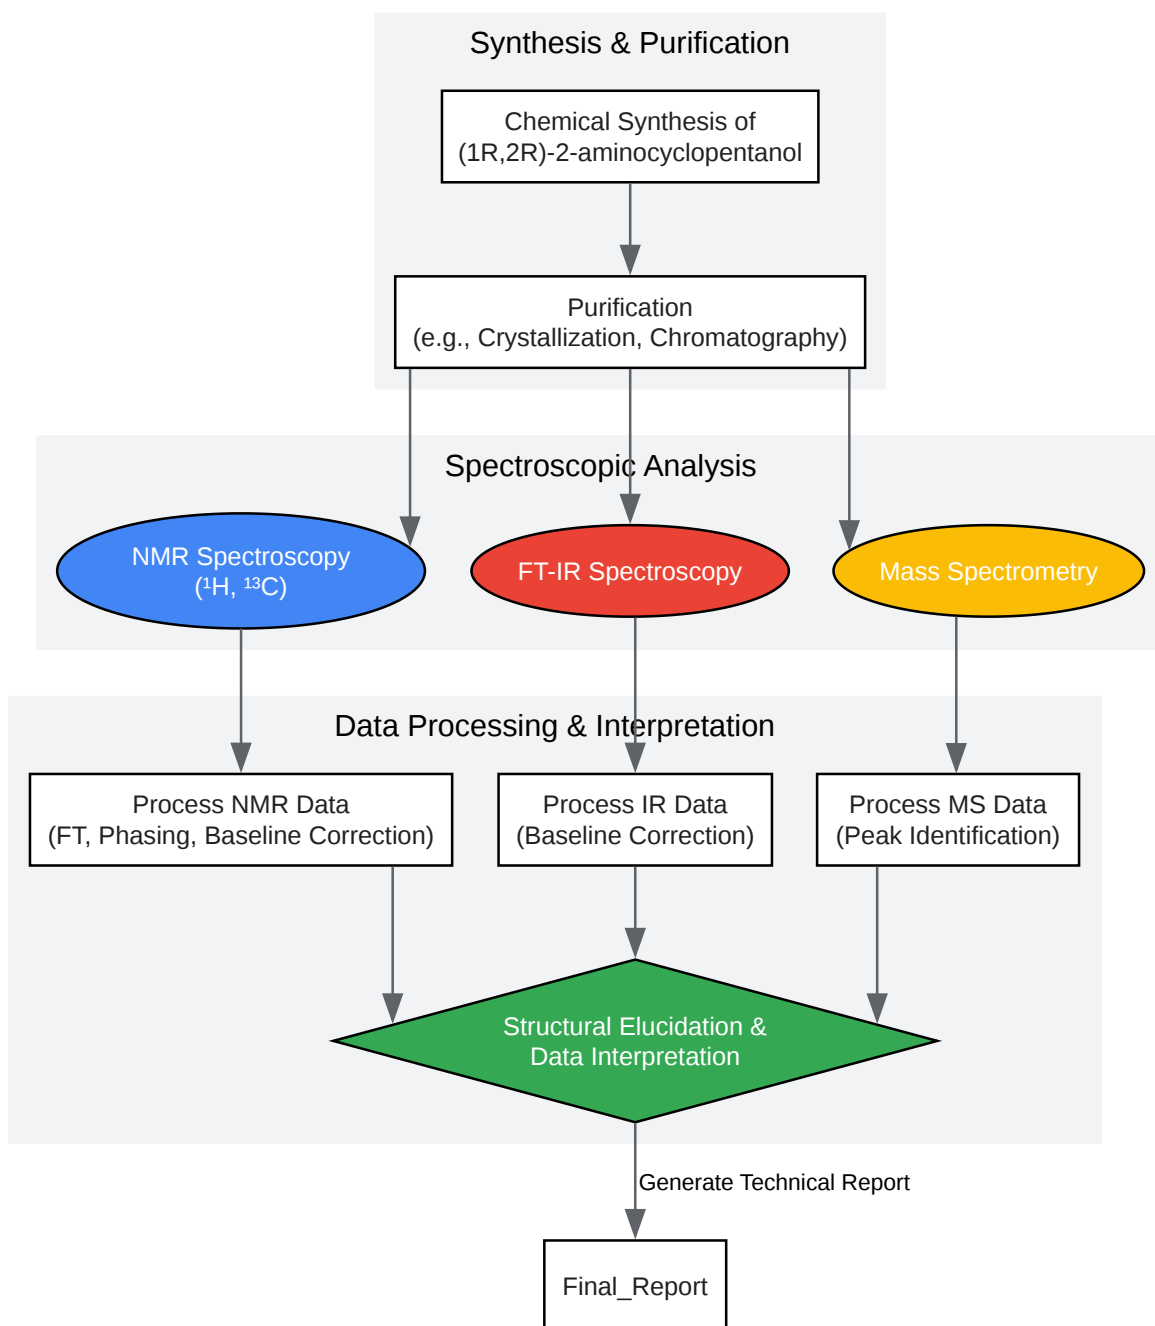 Synthesis & Purification
Chemical Synthesis of
(1R,2R)-2-aminocyclopentanol
Purification
(e.g., Crystallization, Chromatography)
Spectroscopic Analysis
NMR Spectroscopy
(¹H, ¹³C)
FT-IR Spectroscopy
Mass Spectrometry
Data Processing & Interpretation
Process NMR Data
(FT, Phasing, Baseline Correction)
Process IR Data
(Baseline Correction)
Process MS Data
(Peak Identification)
Structural Elucidation &
Data Interpretation
Generate Technical Report
Final_Report